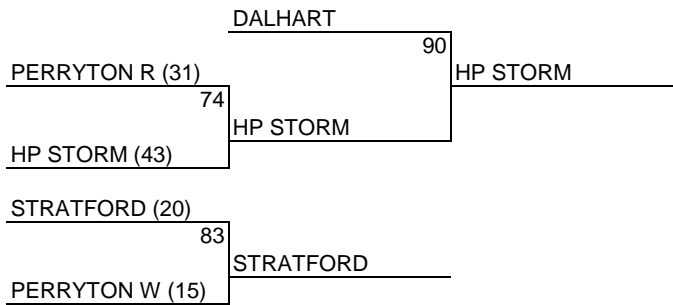 DALHART
90
PERRYTON R (31)
HP STORM
74
HP STORM
HP STORM (43)
STRATFORD (20)
83
STRATFORD
PERRYTON W (15)